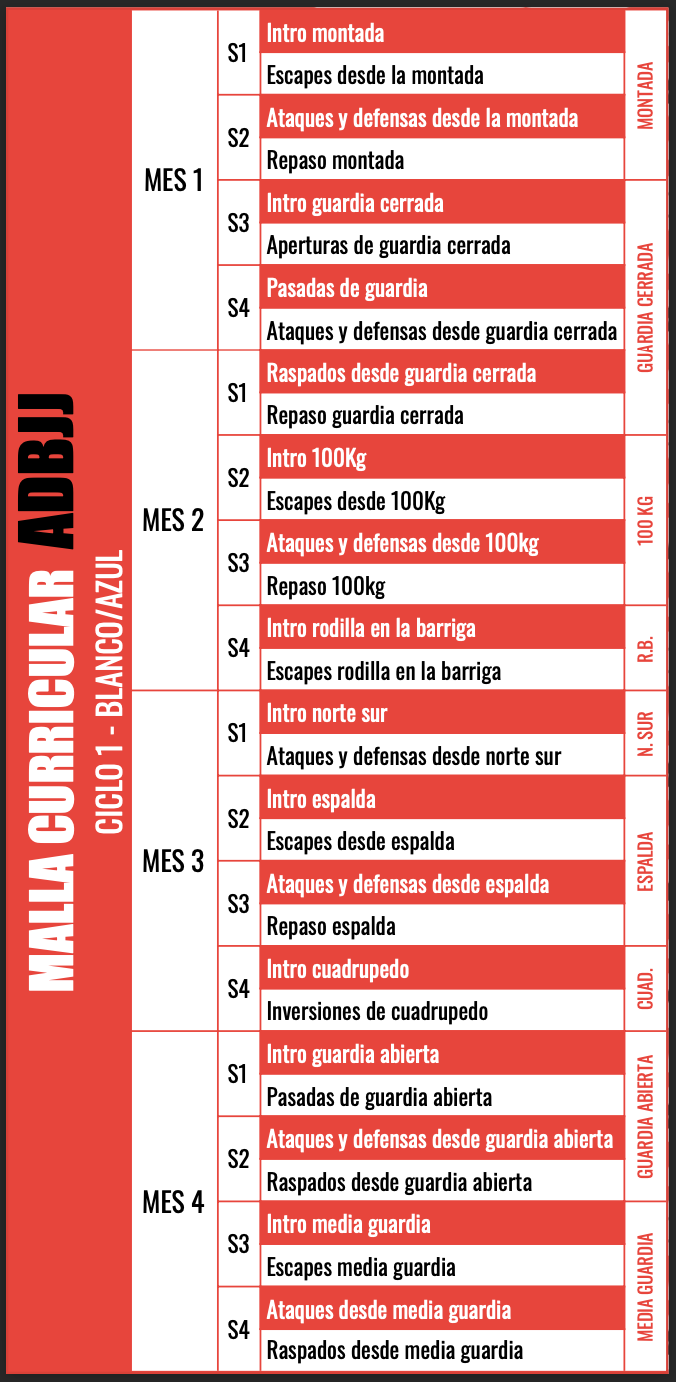 MALLA CURRICULAR ADBJJ
CICLO 1 - BLANCO/AZUL
MES 1
S1
Intro montada
Escapes desde la montada
MONTADA
S2
Ataques y defensas desde la montada
Repaso montada
S3
Intro guardia cerrada
Aperturas de guardia cerrada
GUARDIA CERRADA
S4
Pasadas de guardia
Ataques y defensas desde guardia cerrada
MES 2
S1
Raspados desde guardia cerrada
Repaso guardia cerrada
S2
Intro 100Kg
Escapes desde 100Kg
100 KG
S3
Ataques y defensas desde 100kg
Repaso 100kg
S4
Intro rodilla en la barriga
Escapes rodilla en la barriga
R.B.
MES 3
S1
Intro norte sur
Ataques y defensas desde norte sur
N. SUR
S2
Intro espalda
Escapes desde espalda
ESPALDA
S3
Ataques y defensas desde espalda
Repaso espalda
S4
Intro cuadrupedo
Inversiones de cuadrupedo
CUAD.
MES 4
S1
Intro guardia abierta
Pasadas de guardia abierta
GUARDIA ABIERTA
S2
Ataques y defensas desde guardia abierta
Raspados desde guardia abierta
S3
Intro media guardia
Escapes media guardia
MEDIA GUARDIA
S4
Ataques desde media guardia
Raspados desde media guardia